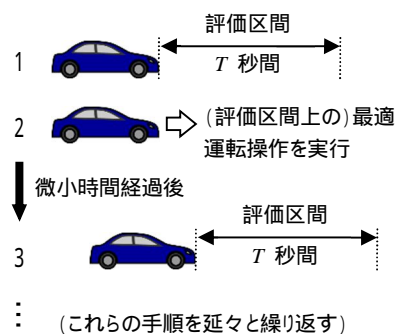 評価区間
1
T 秒間
2
(評価区間上の)最適
運転操作を実行
微小時間経過後
評価区間
3
T 秒間
⋮
(これらの手順を延々と繰り返す)